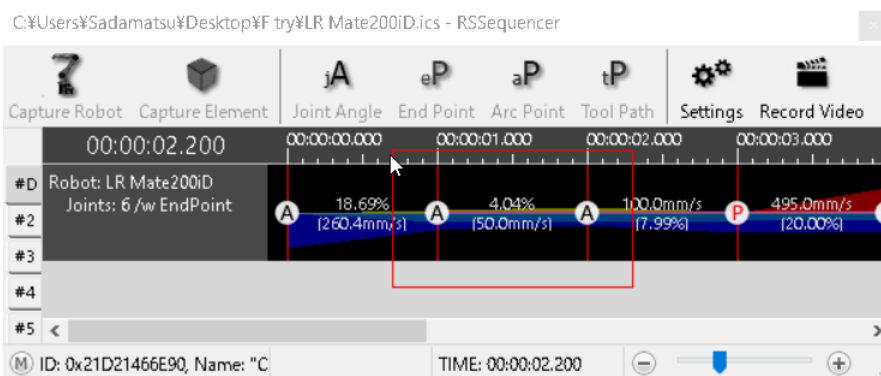 C:¥Users¥Sadamatsu¥Desktop¥F try¥LR Mate200iD.ics - RSSequencer
jA eP aP tP
Capture Robot Capture Element Joint Angle End Point Arc Point Tool Path Settings Record Video
00:00:02.200 00:00:00.000 00:00:01.000 00:00:02.000 00:00:03.000
#D Robot: LR Mate200iD
Joints: 6 /w EndPoint
18.69% 4.04% 100.0mm/s 495.0mm/s
A A A P
#2 (260.4mm/s) (50.0mm/s) (7.99%) (20.00%)
#3
#4
#5
M ID: 0x21D21466E90, Name: "C TIME: 00:00:02.200